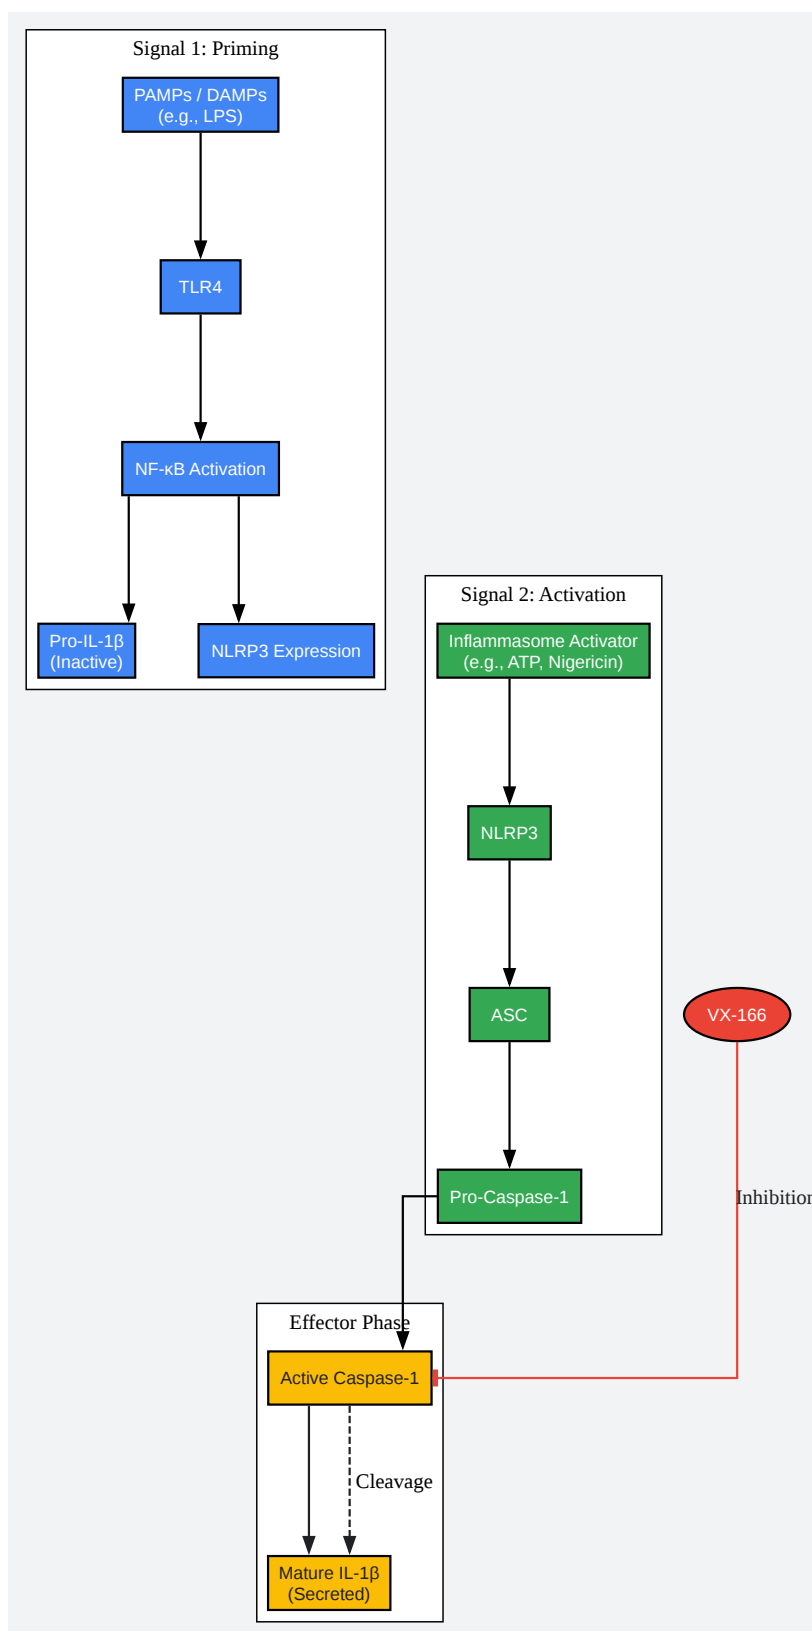 Signal 1: Priming
PAMPs / DAMPs
(e.g., LPS)
TLR4
NF-κB Activation
Pro-IL-1β
(Inactive)
NLRP3 Expression
Signal 2: Activation
Inflammasome Activator
(e.g., ATP, Nigericin)
NLRP3
ASC
VX-166
Pro-Caspase-1
Inhibition
Effector Phase
Active Caspase-1
Cleavage
Mature IL-1β
(Secreted)